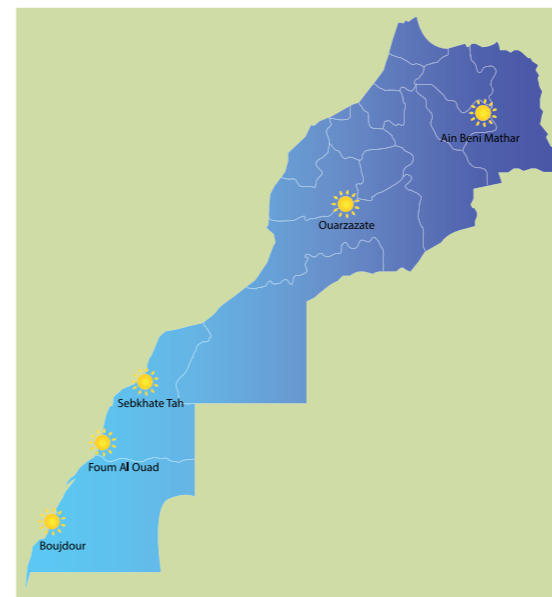 Ain Beni Mathar
Ouarzazate
Sebkhate Tah
Foum Al Ouad
Boujdour